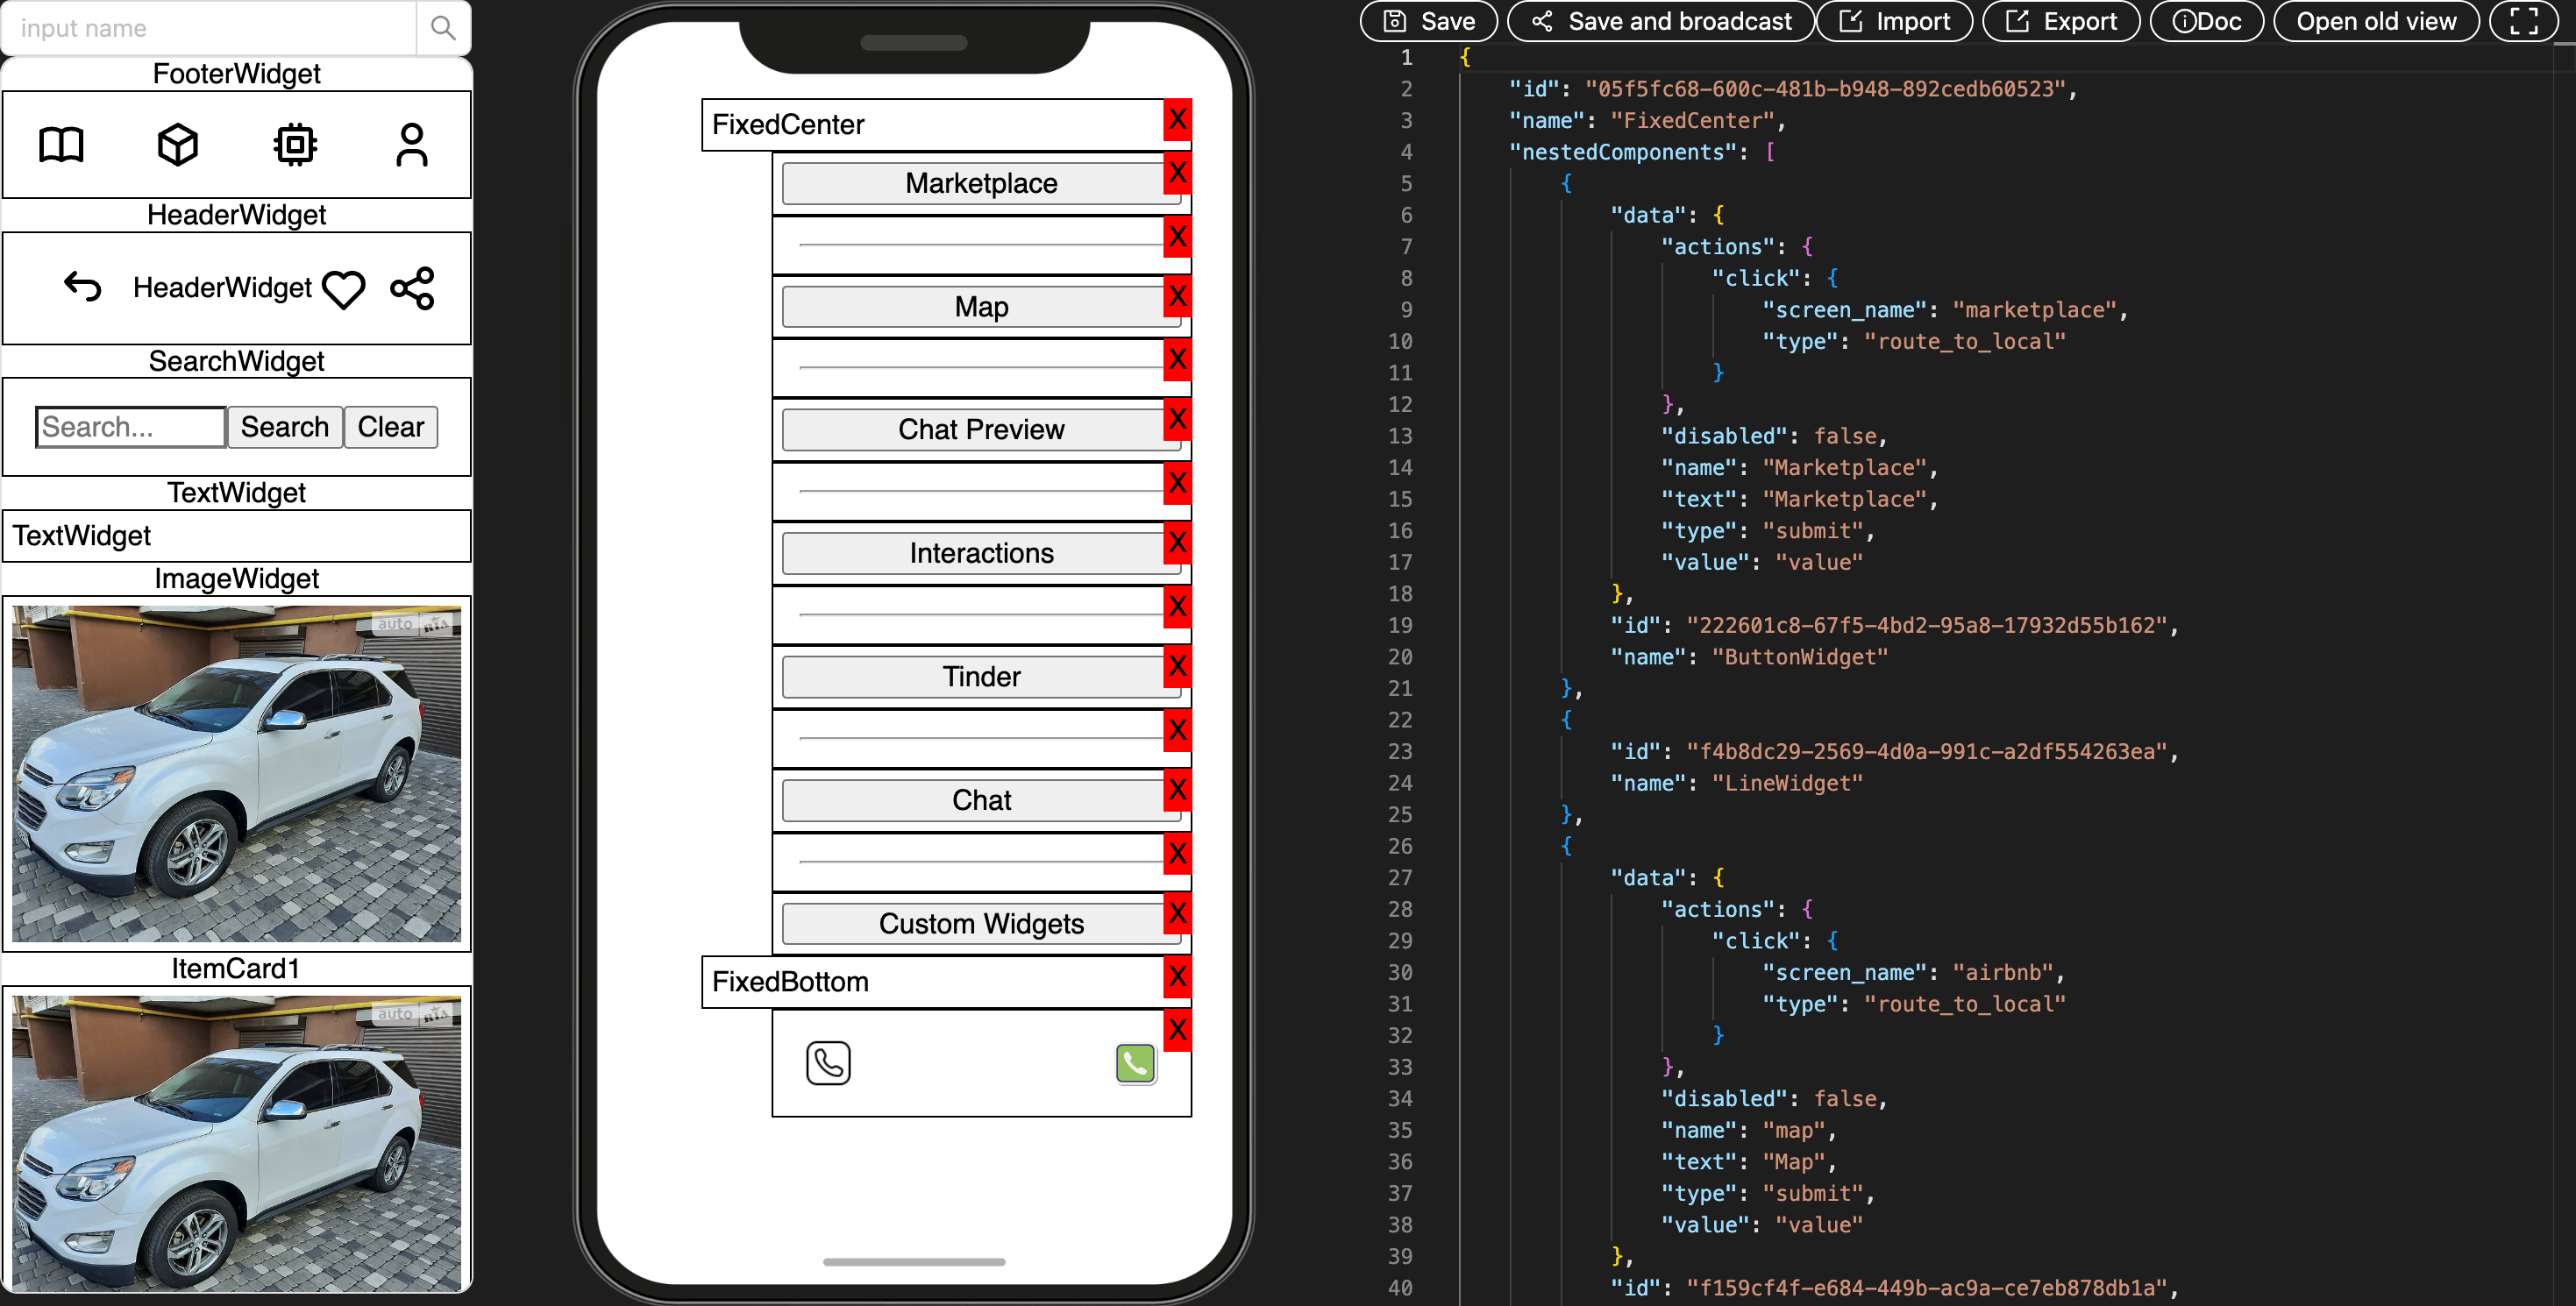 input name
FooterWidget
HeaderWidget
HeaderWidget
SearchWidget
Search...
Search
Clear
TextWidget
TextWidget
ImageWidget
auto RIA
ItemCard1
auto RIA
FixedCenter
X
Marketplace
X
X
Map
X
X
Chat Preview
X
X
Interactions
X
X
Tinder
X
X
Chat
X
X
Custom Widgets
X
FixedBottom
X
X
Save
Save and broadcast
Import
Export
Doc
Open old view
1 {
2 "id": "05f5fc68-600c-481b-b948-892cedb60523",
3 "name": "FixedCenter",
4 "nestedComponents": [
5 {
6 "data": {
7 "actions": {
8 "click": {
9 "screen_name": "marketplace",
10 "type": "route_to_local"
11 }
12 },
13 "disabled": false,
14 "name": "Marketplace",
15 "text": "Marketplace",
16 "type": "submit",
17 "value": "value"
18 },
19 "id": "222601c8-67f5-4bd2-95a8-17932d55b162",
20 "name": "ButtonWidget"
21 },
22 {
23 "id": "f4b8dc29-2569-4d0a-991c-a2df554263ea",
24 "name": "LineWidget"
25 },
26 {
27 "data": {
28 "actions": {
29 "click": {
30 "screen_name": "airbnb",
31 "type": "route_to_local"
32 }
33 },
34 "disabled": false,
35 "name": "map",
36 "text": "Map",
37 "type": "submit",
38 "value": "value"
39 },
40 "id": "f159cf4f-e684-449b-ac9a-ce7eb878db1a",